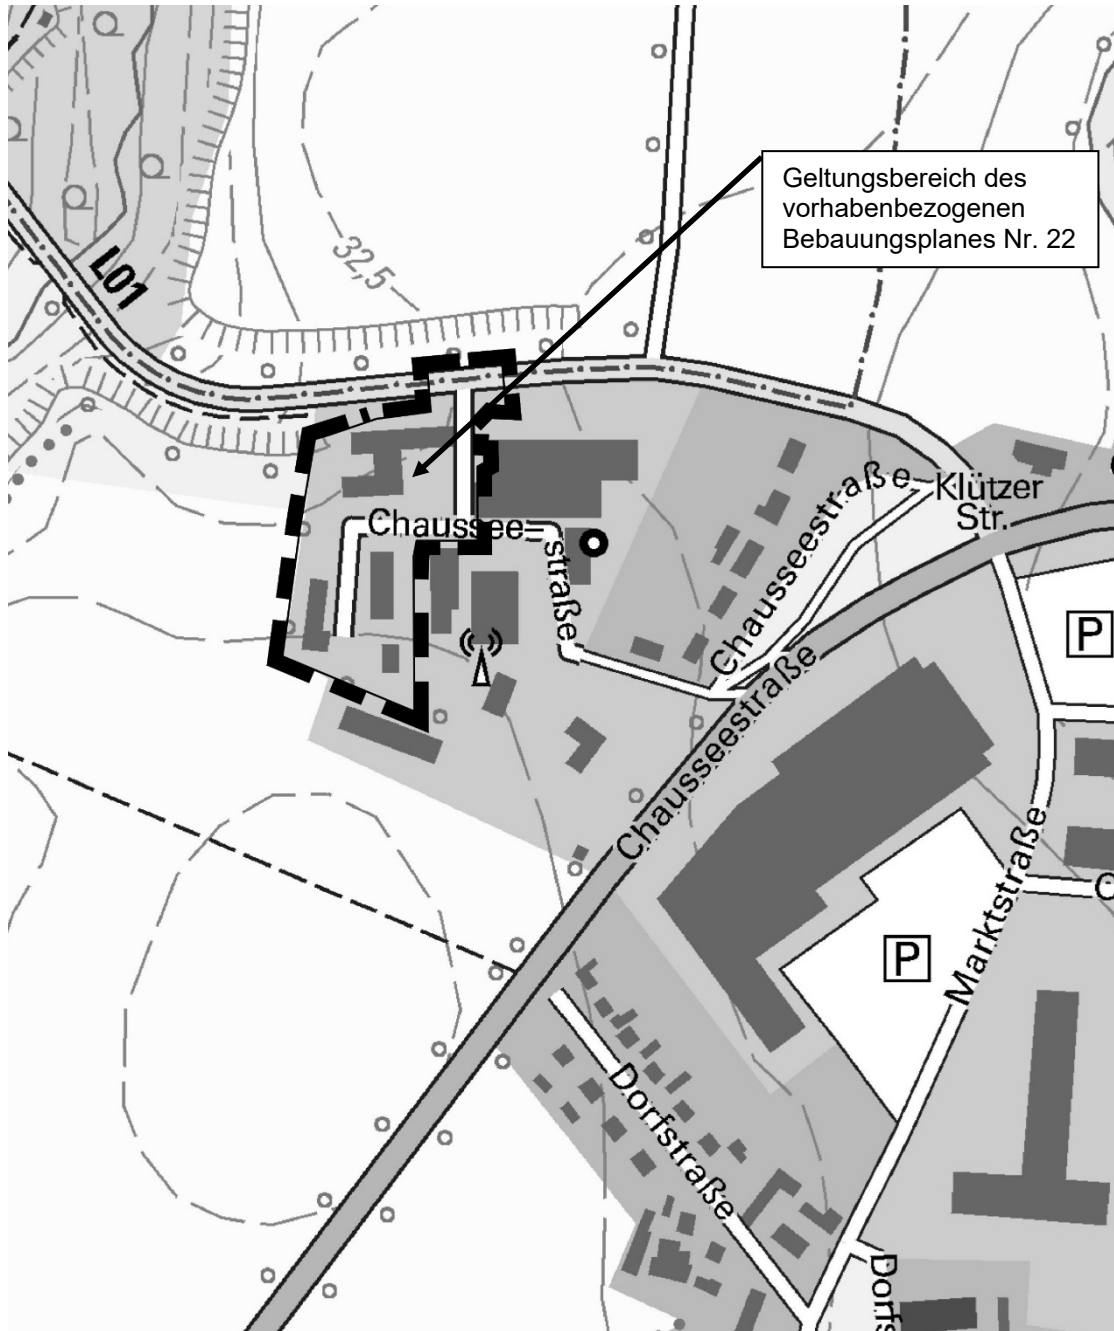 Geltungsbereich des
vorhabenbezogenen
Bebauungsplanes Nr. 22
L01
32,5
Chaussee=
straße
Chausseestraße
Klützer
Str.
Chausseestraße
P
Marktstraße
P
Dorfstraße
Dorfs